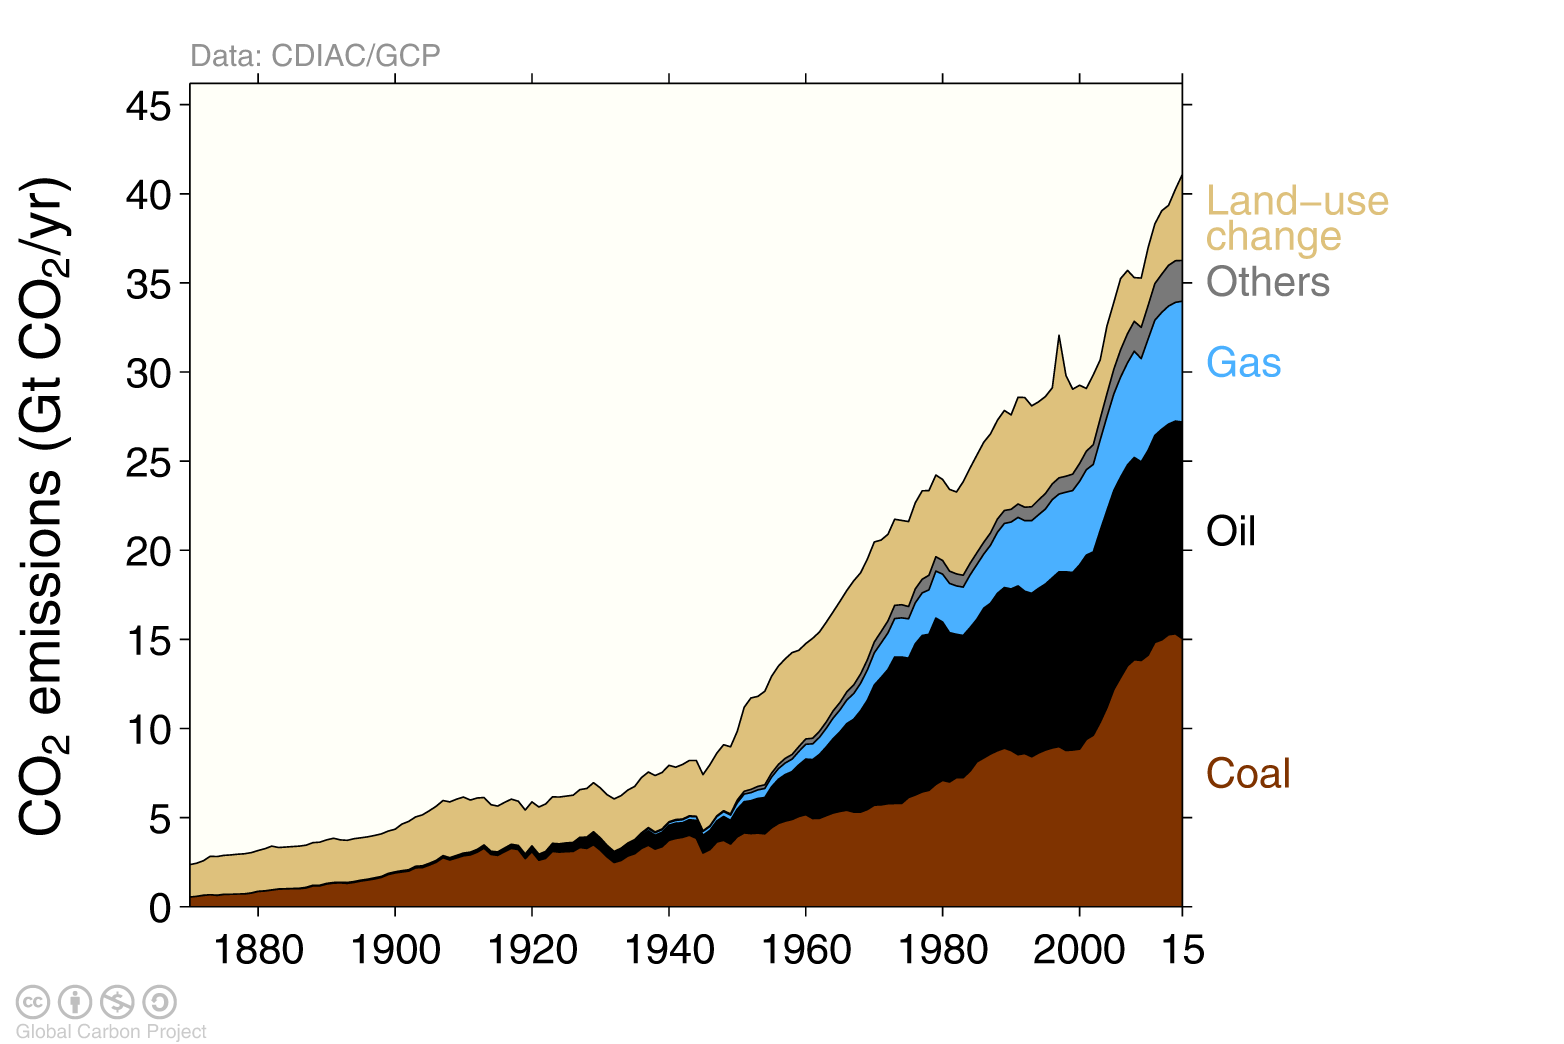 Data: CDIAC/GCP
CO₂ emissions (Gt CO₂/yr)
45
40
35
30
25
20
15
10
5
0
1880 1900 1920 1940 1960 1980 2000 15
Land−use
change
Others
Gas
Oil
Coal
cc
Global Carbon Project